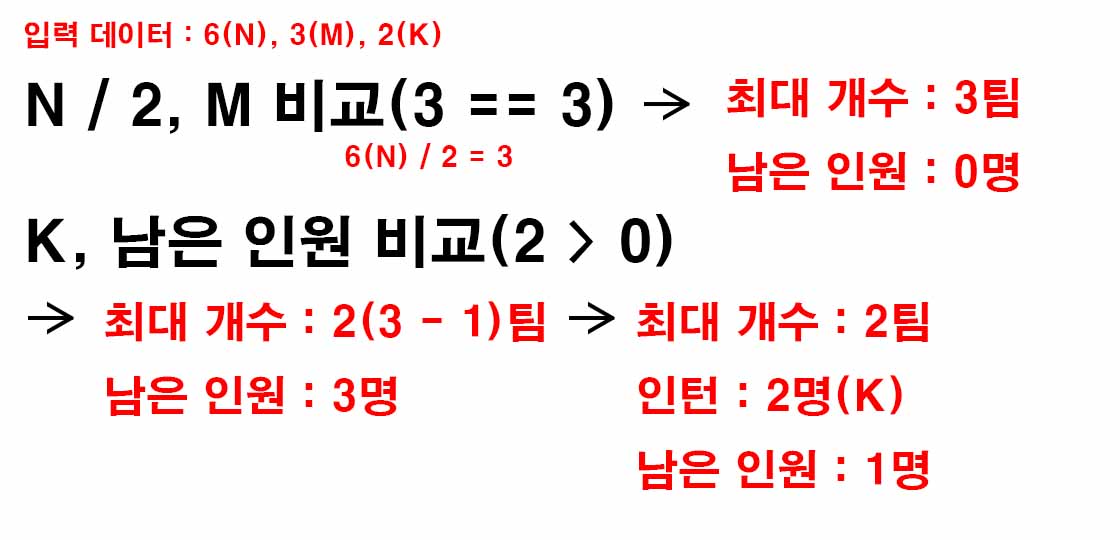 입력 데이터 : 6(N), 3(M), 2(K)
N / 2, M 비교(3 == 3) → 최대 개수 : 3팀
6(N) / 2 = 3
남은 인원 : 0명
K, 남은 인원 비교(2 > 0)
→ 최대 개수 : 2(3 - 1)팀 → 최대 개수 : 2팀
남은 인원 : 3명 인턴 : 2명(K)
남은 인원 : 1명